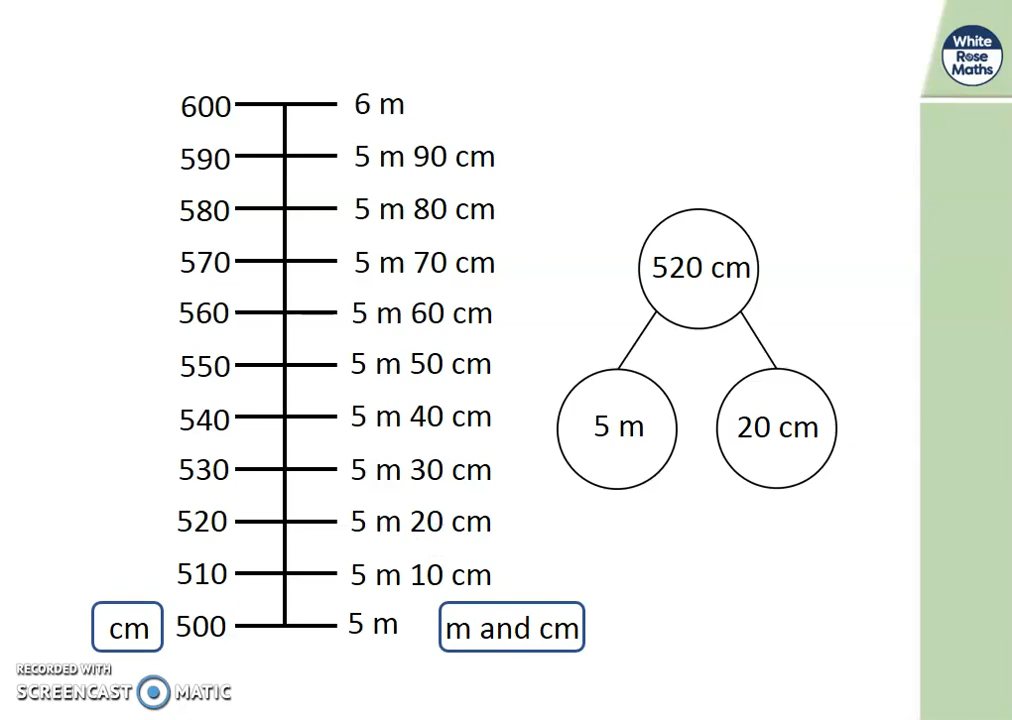 White
Rose
Maths
600 6 m
590 5 m 90 cm
580 5 m 80 cm
570 5 m 70 cm
560 5 m 60 cm
550 5 m 50 cm
540 5 m 40 cm
530 5 m 30 cm
520 5 m 20 cm
510 5 m 10 cm
cm 500 5 m m and cm
520 cm
5 m 20 cm
RECORDED WITH
SCREENCAST MATIC